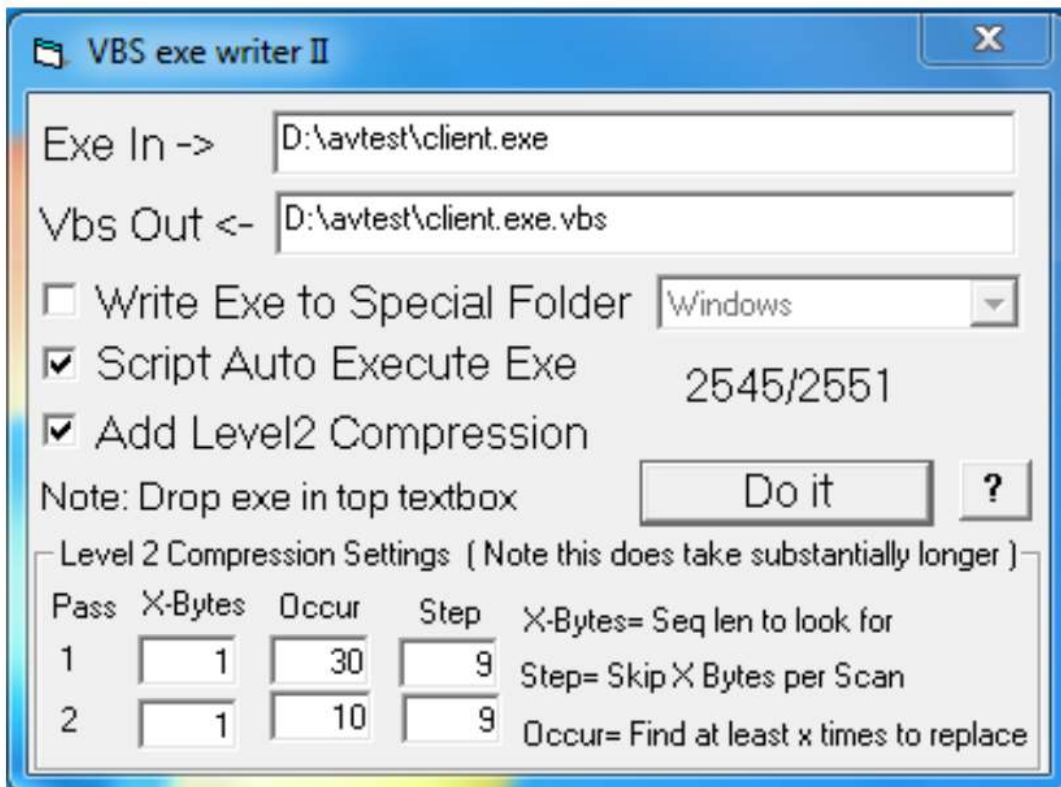 VBS exe writer II
Exe In -> D:\avtest\client.exe
Vbs Out <- D:\avtest\client.exe.vbs
Write Exe to Special Folder Windows
Script Auto Execute Exe
2545/2551
Add Level2 Compression
Note: Drop exe in top textbox Do it ?
Level 2 Compression Settings ( Note this does take substantially longer )
Pass X-Bytes Occur Step X-Bytes= Seq len to look for
1 1 30 9 Step= Skip X Bytes per Scan
2 1 10 9 Occur= Find at least x times to replace